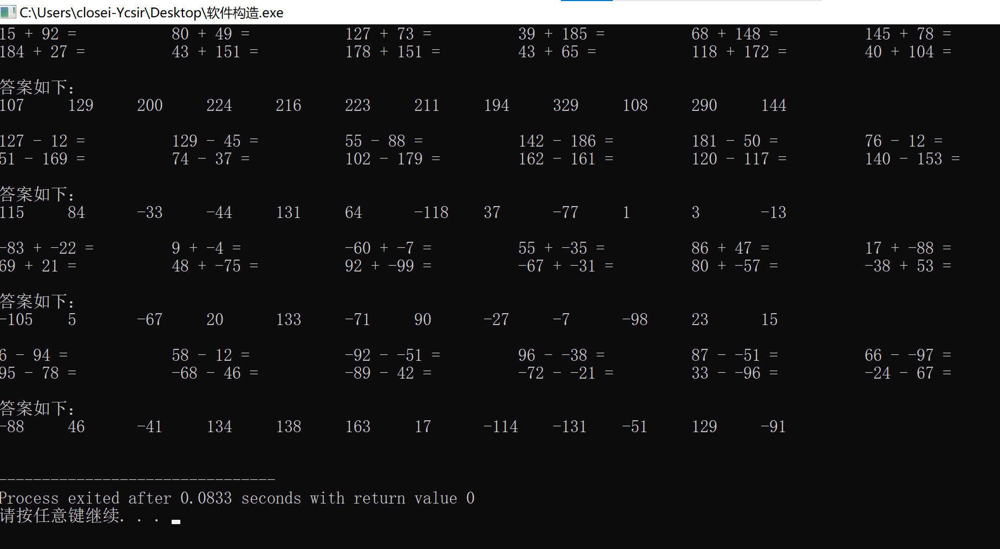 C:\Users\closei-Ycsir\Desktop\软件构造.exe
15 + 92 = 80 + 49 = 127 + 73 = 39 + 185 = 68 + 148 = 145 + 78 =
184 + 27 = 43 + 151 = 178 + 151 = 43 + 65 = 118 + 172 = 40 + 104 =
答案如下：
107 129 200 224 216 223 211 194 329 108 290 144
127 - 12 = 129 - 45 = 55 - 88 = 142 - 186 = 181 - 50 = 76 - 12 =
51 - 169 = 74 - 37 = 102 - 179 = 162 - 161 = 120 - 117 = 140 - 153 =
答案如下：
115 84 -33 -44 131 64 -118 37 -77 1 3 -13
-83 + -22 = 9 + -4 = -60 + -7 = 55 + -35 = 86 + 47 = 17 + -88 =
69 + 21 = 48 + -75 = 92 + -99 = -67 + -31 = 80 + -57 = -38 + 53 =
答案如下：
-105 5 -67 20 133 -71 90 -27 -7 -98 23 15
6 - 94 = 58 - 12 = -92 - -51 = 96 - -38 = 87 - -51 = 66 - -97 =
95 - 78 = -68 - 46 = -89 - 42 = -72 - -21 = 33 - -96 = -24 - 67 =
答案如下：
-88 46 -41 134 138 163 17 -114 -131 -51 129 -91
--------------------------------
Process exited after 0.0833 seconds with return value 0
请按任意键继续. . .